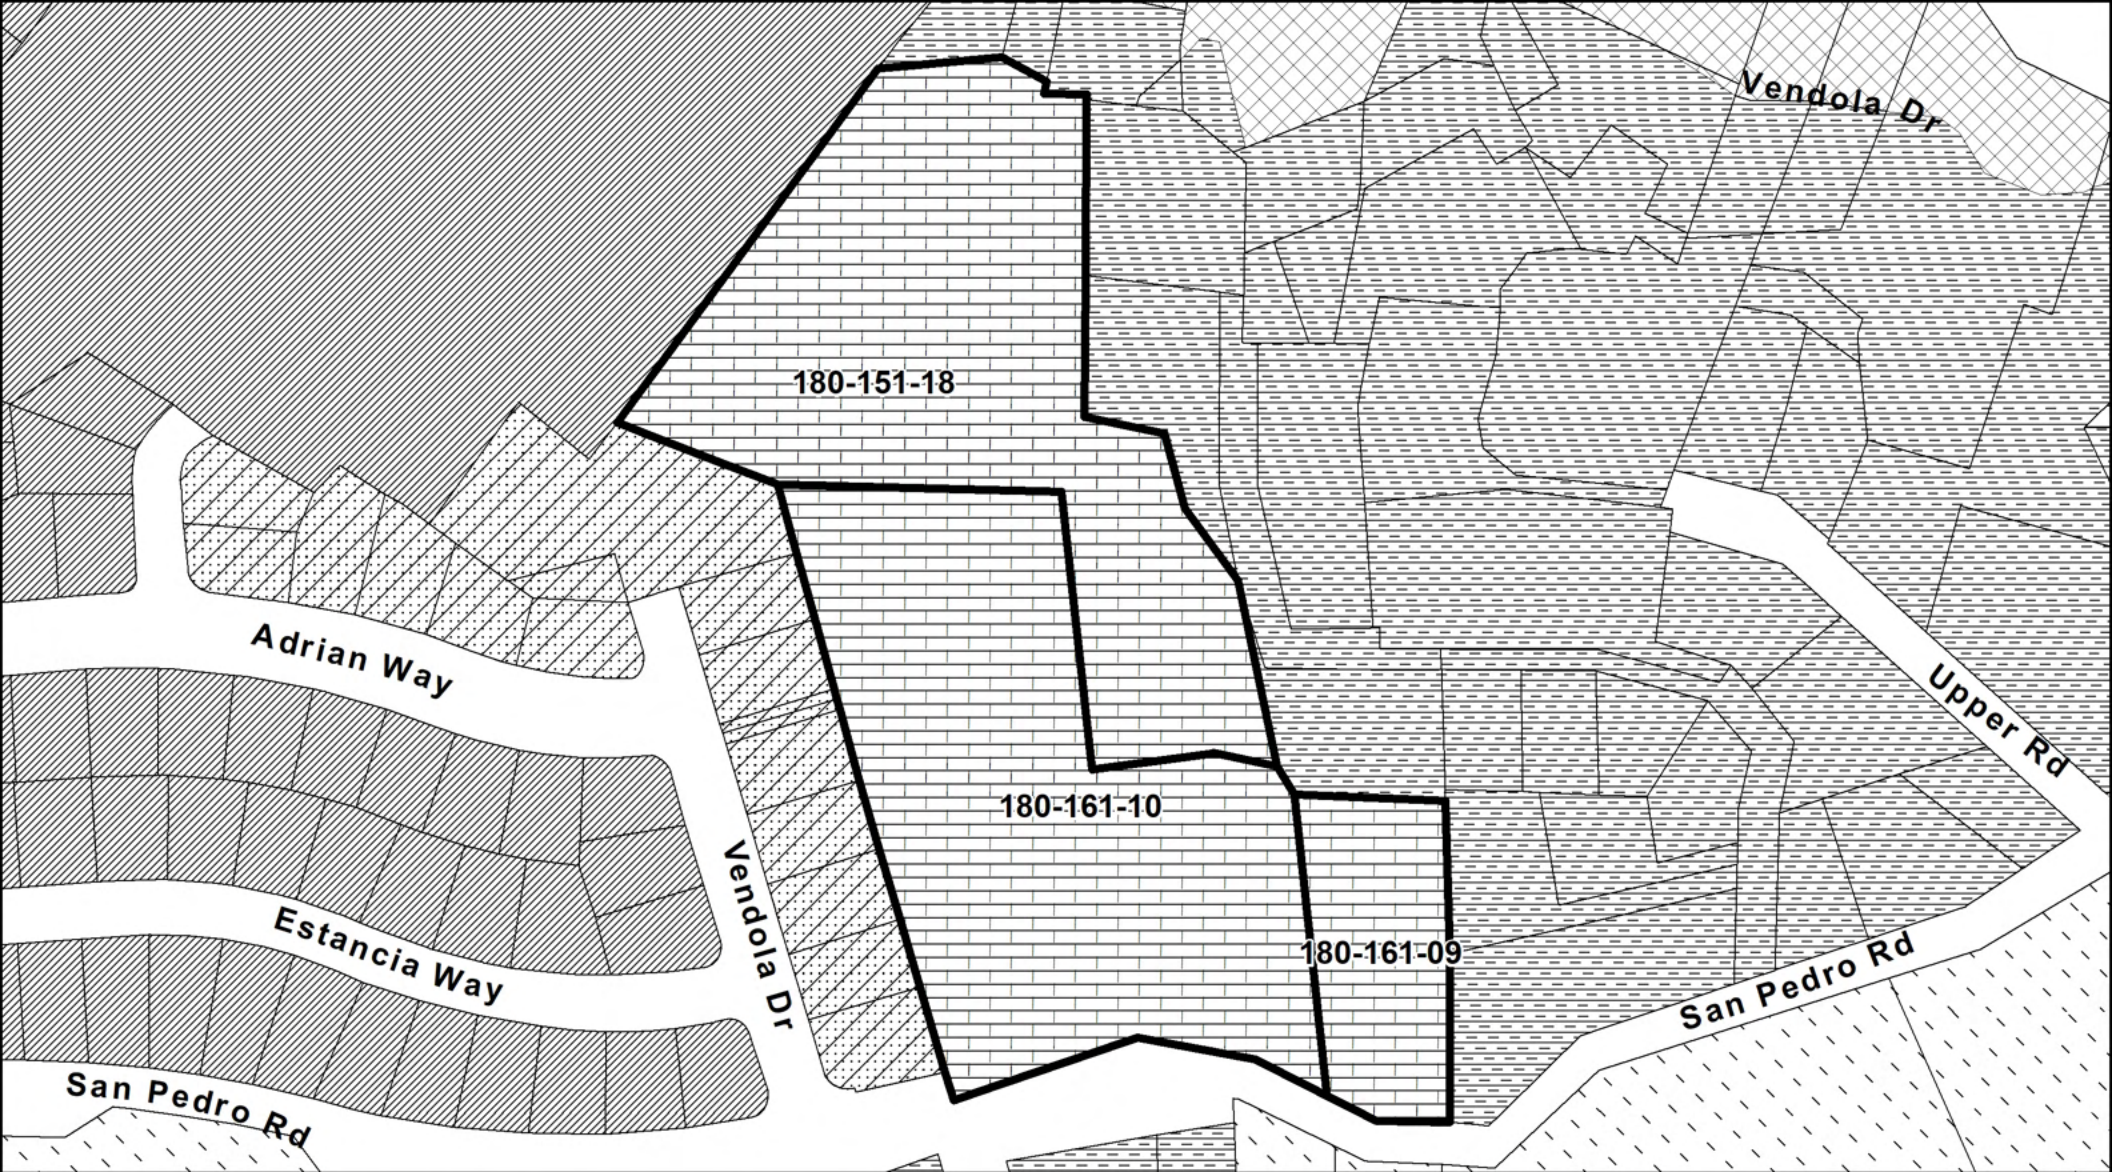 Vendola Dr
180-151-18
Adrian Way
Upper Rd
180-161-10
Vendola Dr
Estancia Way
180-161-09
San Pedro Rd
San Pedro Rd